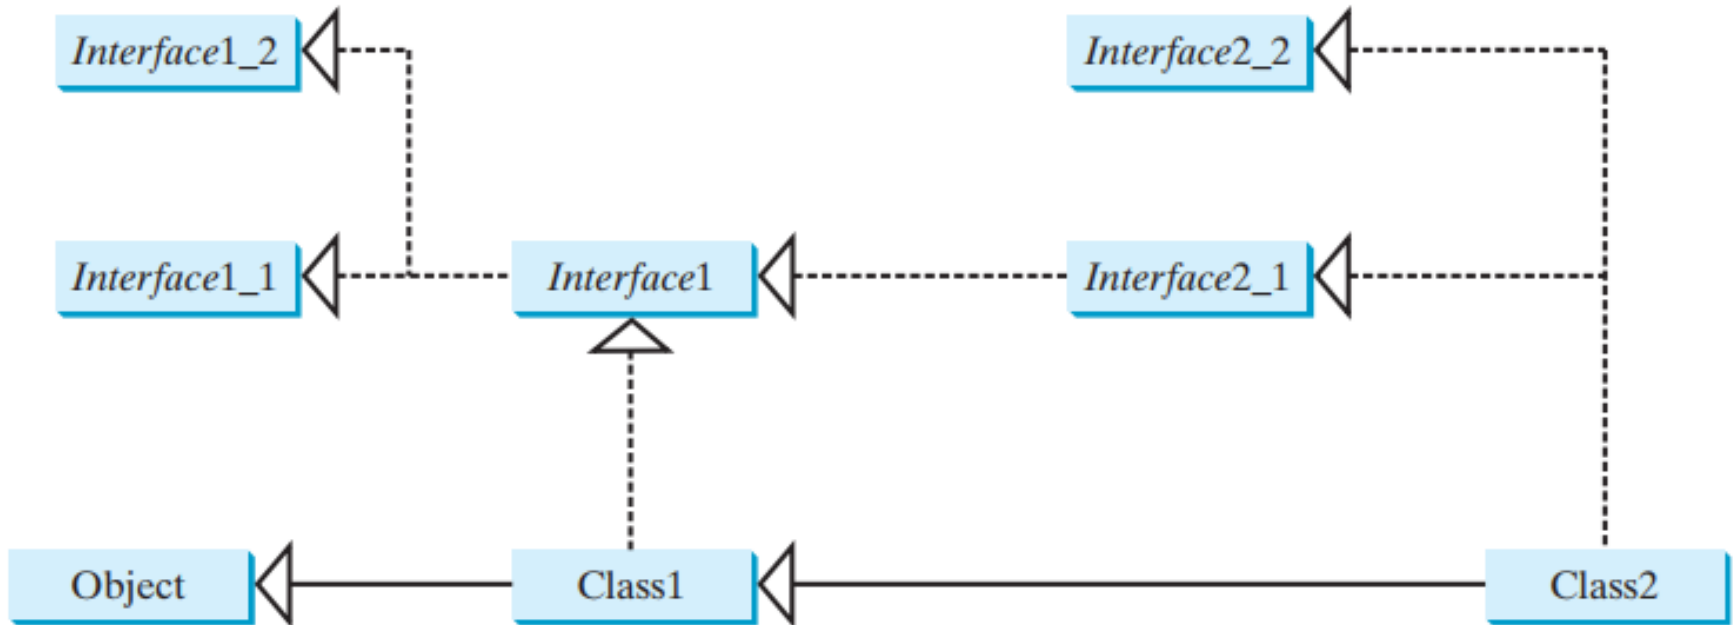 Interface1_2
Interface2_2
Interface1_1
Interface1
Interface2_1
Object
Class1
Class2